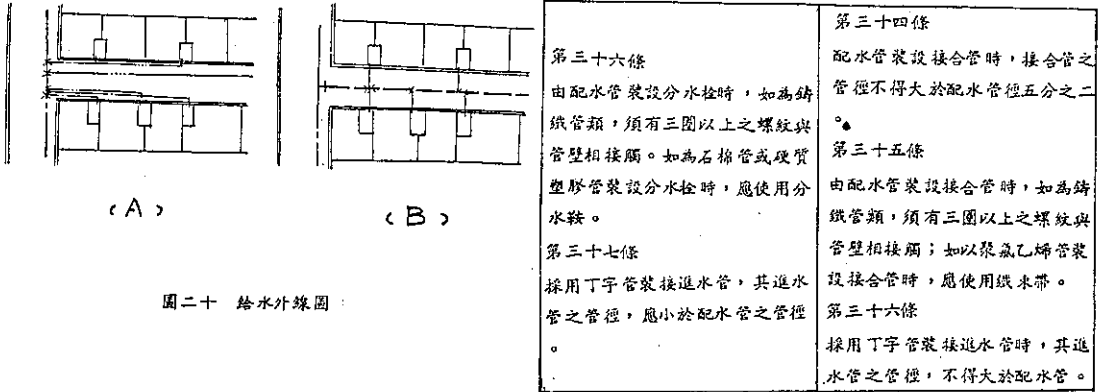 (A)
(B)
圖二十 給水外線圖
第三十六條
由配水管裝設分水栓時，如為鑄
鐵管類，須有三圈以上之螺紋與
管壁相接觸。如為石棉管或硬質
塑膠管裝設分水栓時，應使用分
水鞍。
第三十七條
採用丁字管裝接進水管，其進水
管之管徑，應小於配水管之管徑
。
第三十四條
配水管裝設接合管時，接合管之
管徑不得大於配水管徑五分之二
。
第三十五條
由配水管裝設接合管時，如為鑄
鐵管類，須有三圈以上之螺紋與
管壁相接觸；如以聚氯乙烯管裝
設接合管時，應使用鐵束帶。
第三十六條
採用丁字管裝接進水管時，其進
水管之管徑，不得大於配水管。